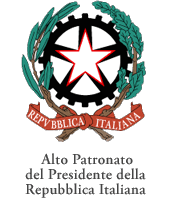 REPVBBLICA ITALIANA
Alto Patronato
del Presidente della
Repubblica Italiana